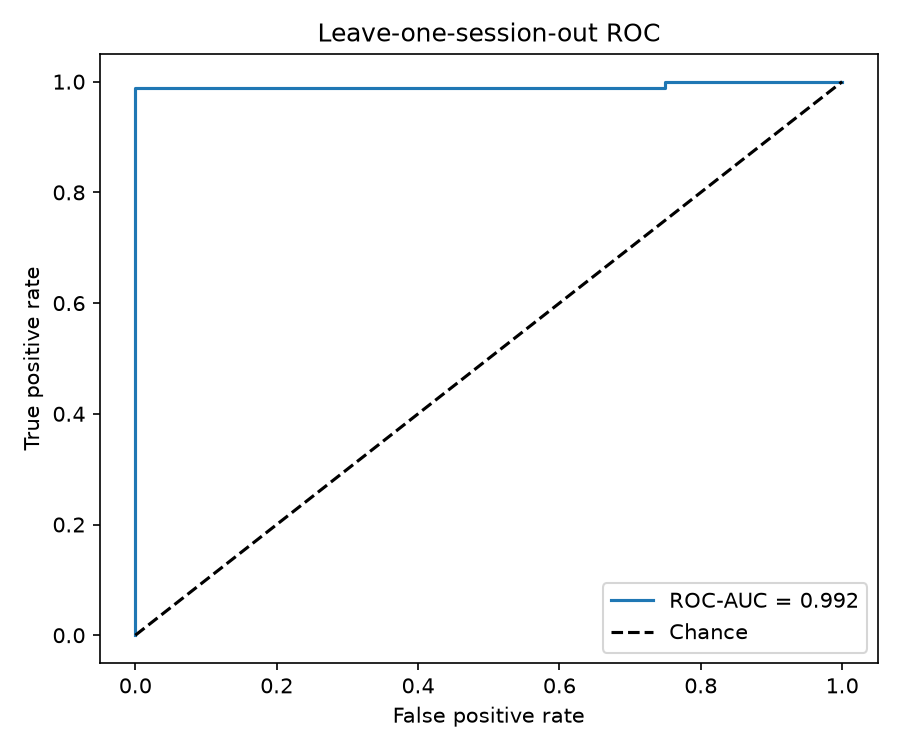 Leave-one-session-out ROC
1.0
0.8
0.6
0.4
0.2
0.0
True positive rate
0.0 0.2 0.4 0.6 0.8 1.0
False positive rate
ROC-AUC = 0.992
Chance